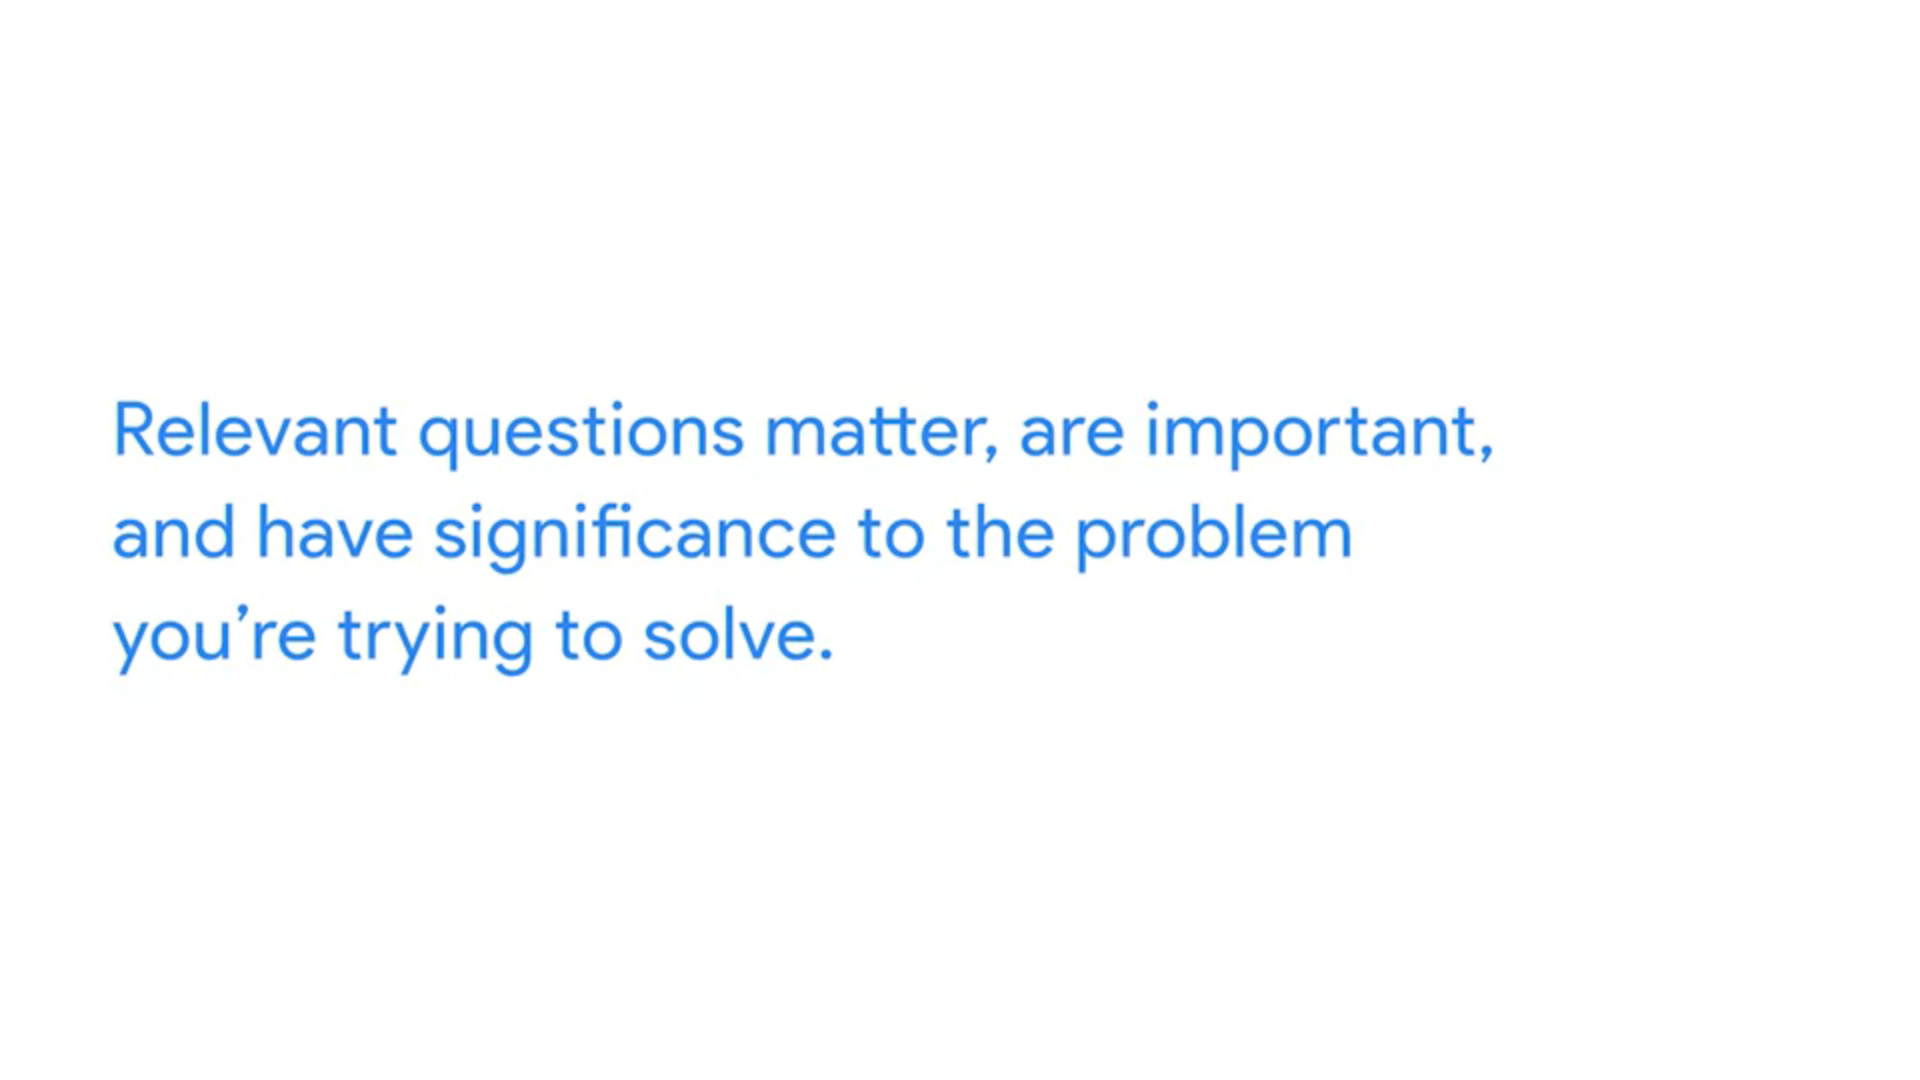 Relevant questions matter, are important,
and have significance to the problem
you’re trying to solve.